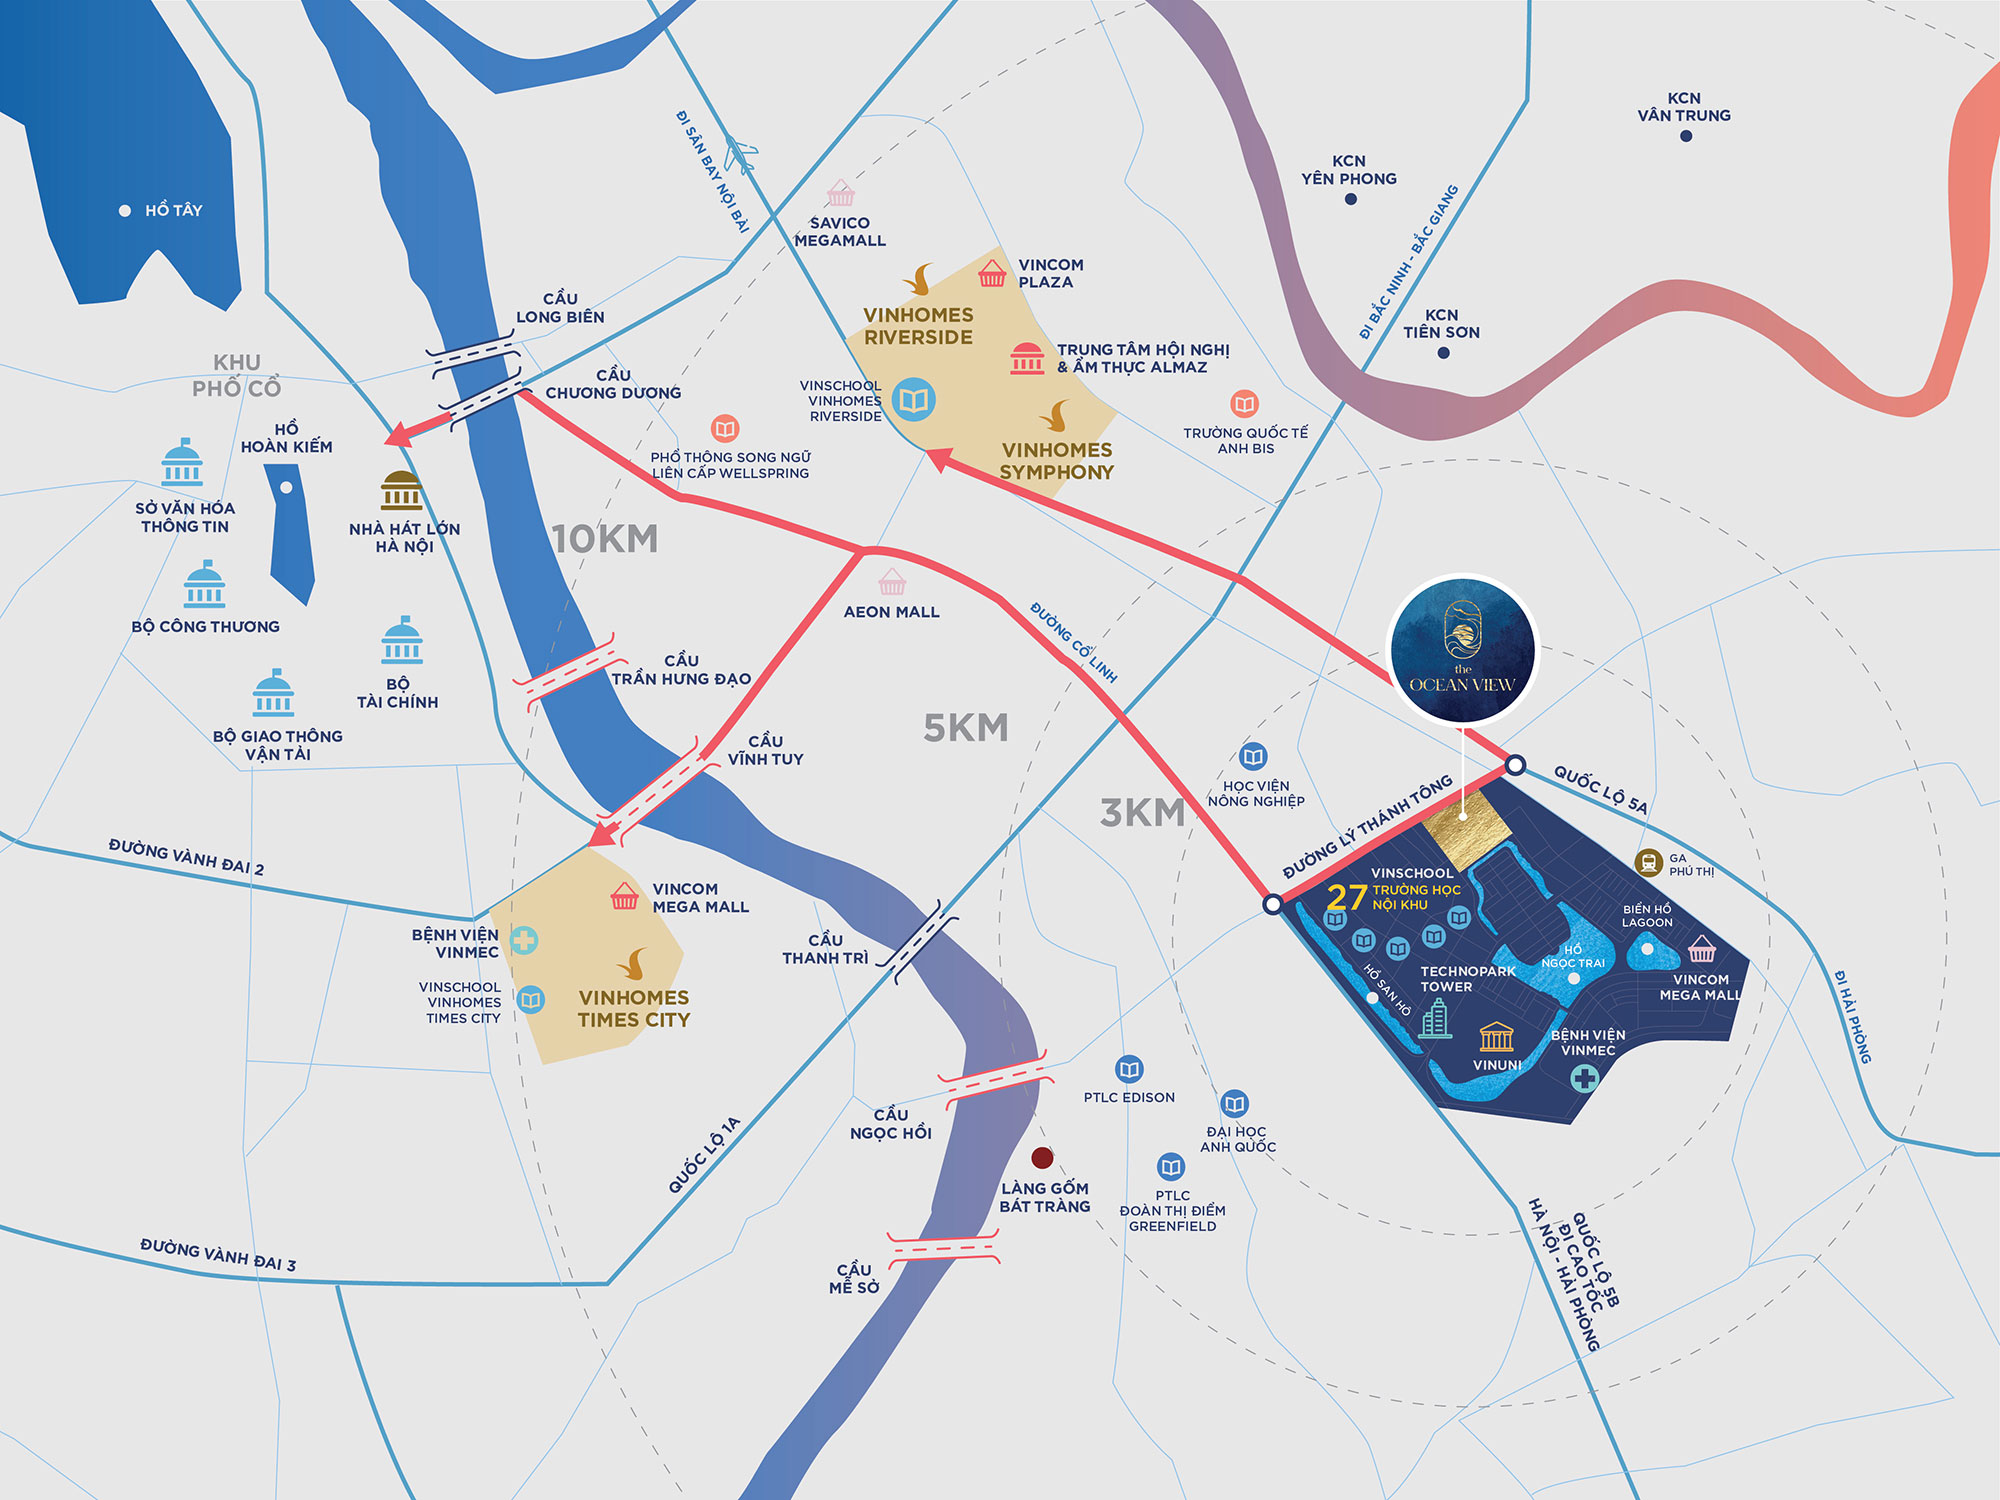 KCN
VÂN TRUNG
KCN
YÊN PHONG
ĐI SÂN BAY NỘI BÀI
HỒ TÂY
SAVICO
MEGAMALL
ĐI BẮC NINH - BẮC GIANG
VINCOM
PLAZA
CẦU
LONG BIÊN
VINHOMES
RIVERSIDE
KCN
TIÊN SƠN
TRUNG TÂM HỘI NGHỊ
& ẨM THỰC ALMAZ
KHU
PHỐ CỔ
CẦU
CHƯƠNG DƯƠNG
VINSCHOOL
VINHOMES
RIVERSIDE
HỒ
HOÀN KIẾM
TRƯỜNG QUỐC TẾ
ANH BIS
PHỔ THÔNG SONG NGỮ
LIÊN CẤP WELLSPRING
VINHOMES
SYMPHONY
SỞ VĂN HÓA
THÔNG TIN
NHÀ HÁT LỚN
HÀ NỘI
10KM
AEON MALL
ĐƯỜNG CỔ LINH
BỘ CÔNG THƯƠNG
the
OCEAN VIEW
CẦU
TRẦN HƯNG ĐẠO
BỘ
TÀI CHÍNH
5KM
BỘ GIAO THÔNG
VẬN TẢI
CẦU
VĨNH TUY
HỌC VIỆN
NÔNG NGHIỆP
3KM
QUỐC LỘ 5A
ĐƯỜNG LÝ THÁNH TÔNG
ĐƯỜNG VÀNH ĐAI 2
GA
PHÚ THỊ
VINSCHOOL
27 TRƯỜNG HỌC
NỘI KHU
VINCOM
MEGA MALL
BIỂN HỒ
LAGOON
BỆNH VIỆN
VINMEC
CẦU
THANH TRÌ
HỒ
NGỌC TRAI
TECHNOPARK
TOWER
VINCOM
MEGA MALL
HỒ SAN HÔ
VINSCHOOL
VINHOMES
TIMES CITY
VINHOMES
TIMES CITY
ĐI HẢI PHÒNG
BỆNH VIỆN
VINMEC
VINUNI
PTLC EDISON
CẦU
NGỌC HỒI
ĐẠI HỌC
ANH QUỐC
QUỐC LỘ 1A
LÀNG GỐM
BÁT TRÀNG
PTLC
ĐOÀN THỊ ĐIỂM
GREENFIELD
ĐƯỜNG VÀNH ĐAI 3
CẦU
MỄ SỞ
QUỐC LỘ 5B
ĐI CAO TỐC
HÀ NỘI - HẢI PHÒNG